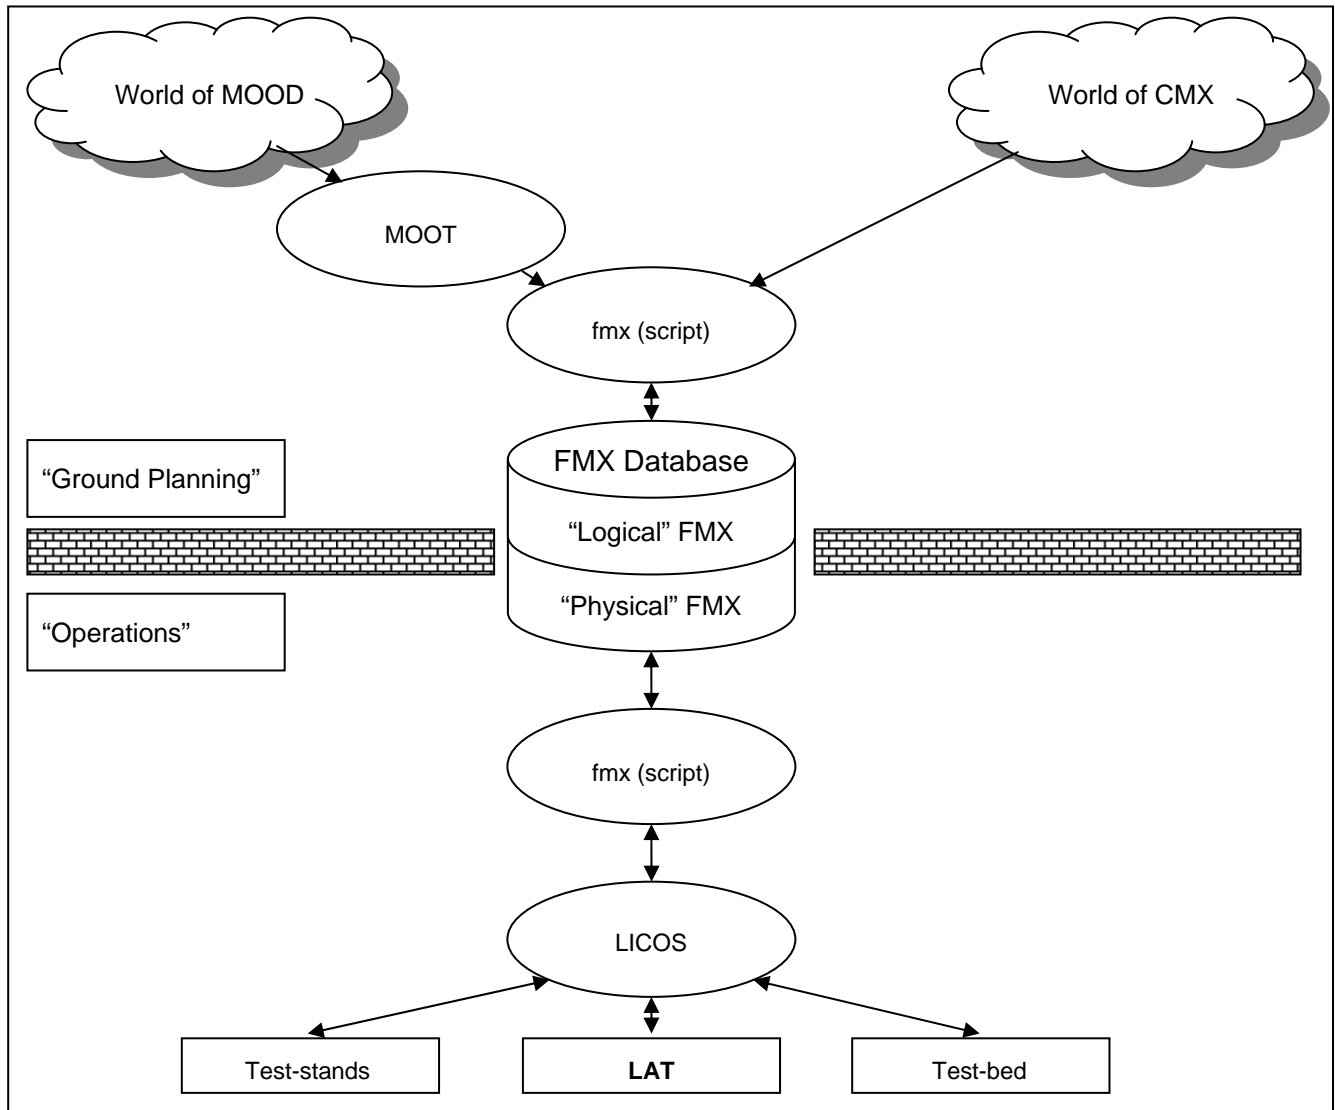 World of MOOD
World of CMX
MOOT
fmx (script)
FMX Database
“Ground Planning”
“Logical” FMX
“Physical” FMX
“Operations”
fmx (script)
LICOS
Test-stands
LAT
Test-bed